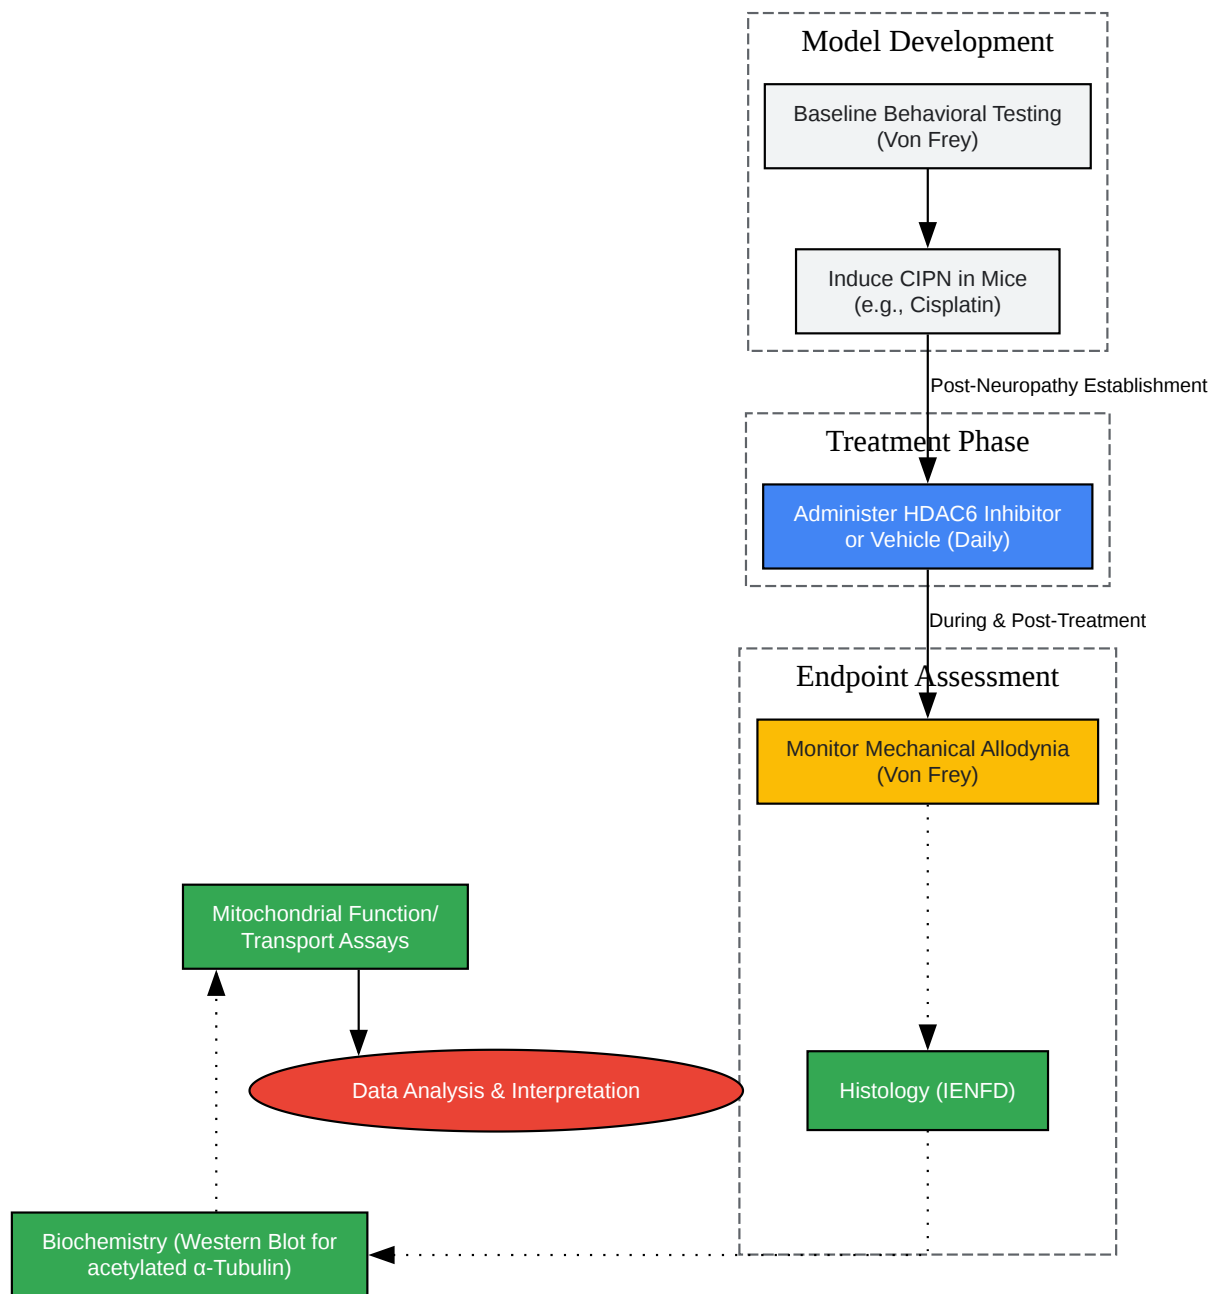 Model Development
Baseline Behavioral Testing
(Von Frey)
Induce CIPN in Mice
(e.g., Cisplatin)
Post-Neuropathy Establishment
Treatment Phase
Administer HDAC6 Inhibitor
or Vehicle (Daily)
During & Post-Treatment
Endpoint Assessment
Monitor Mechanical Allodynia
(Von Frey)
Mitochondrial Function/
Transport Assays
Data Analysis & Interpretation
Histology (IENFD)
Biochemistry (Western Blot for
acetylated α-Tubulin)